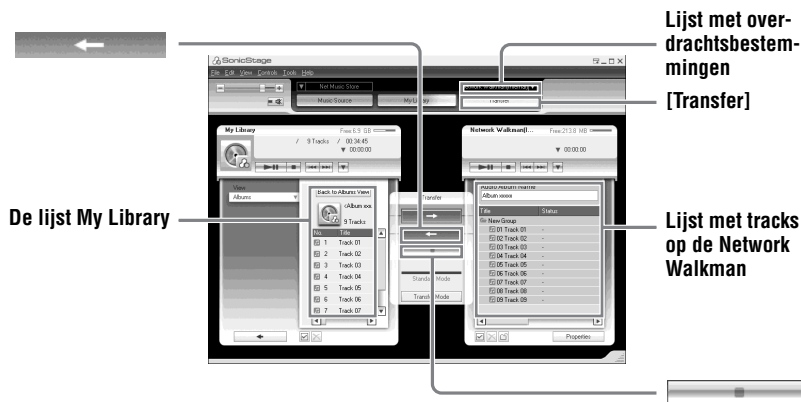 Lijst met over-
drachtsbestem-
mingen
[Transfer]
SonicStage
File Edit View Controls Tools Help
Net Music Store
Music Source My Library Transfer
My Library Free:6.9 GB
/ 9 Tracks / 00:34:45
00:00:00
View
Albums
Back to Albums View
<Album xxx
9 Tracks
No. Title
1 Track 01
2 Track 02
3 Track 03
4 Track 04
5 Track 05
6 Track 06
7 Track 07
Transfer
Standard Mode
Transfer Mode
Network Walkman(I... Free:213.8 MB
00:00:00
Audio Album Name
Album xxxxx
Title Status
New Group
01 Track 01 -
02 Track 02 -
03 Track 03 -
04 Track 04 -
05 Track 05 -
06 Track 06 -
07 Track 07 -
08 Track 08 -
09 Track 09 -
Properties
De lijst My Library
Lijst met tracks
op de Network
Walkman